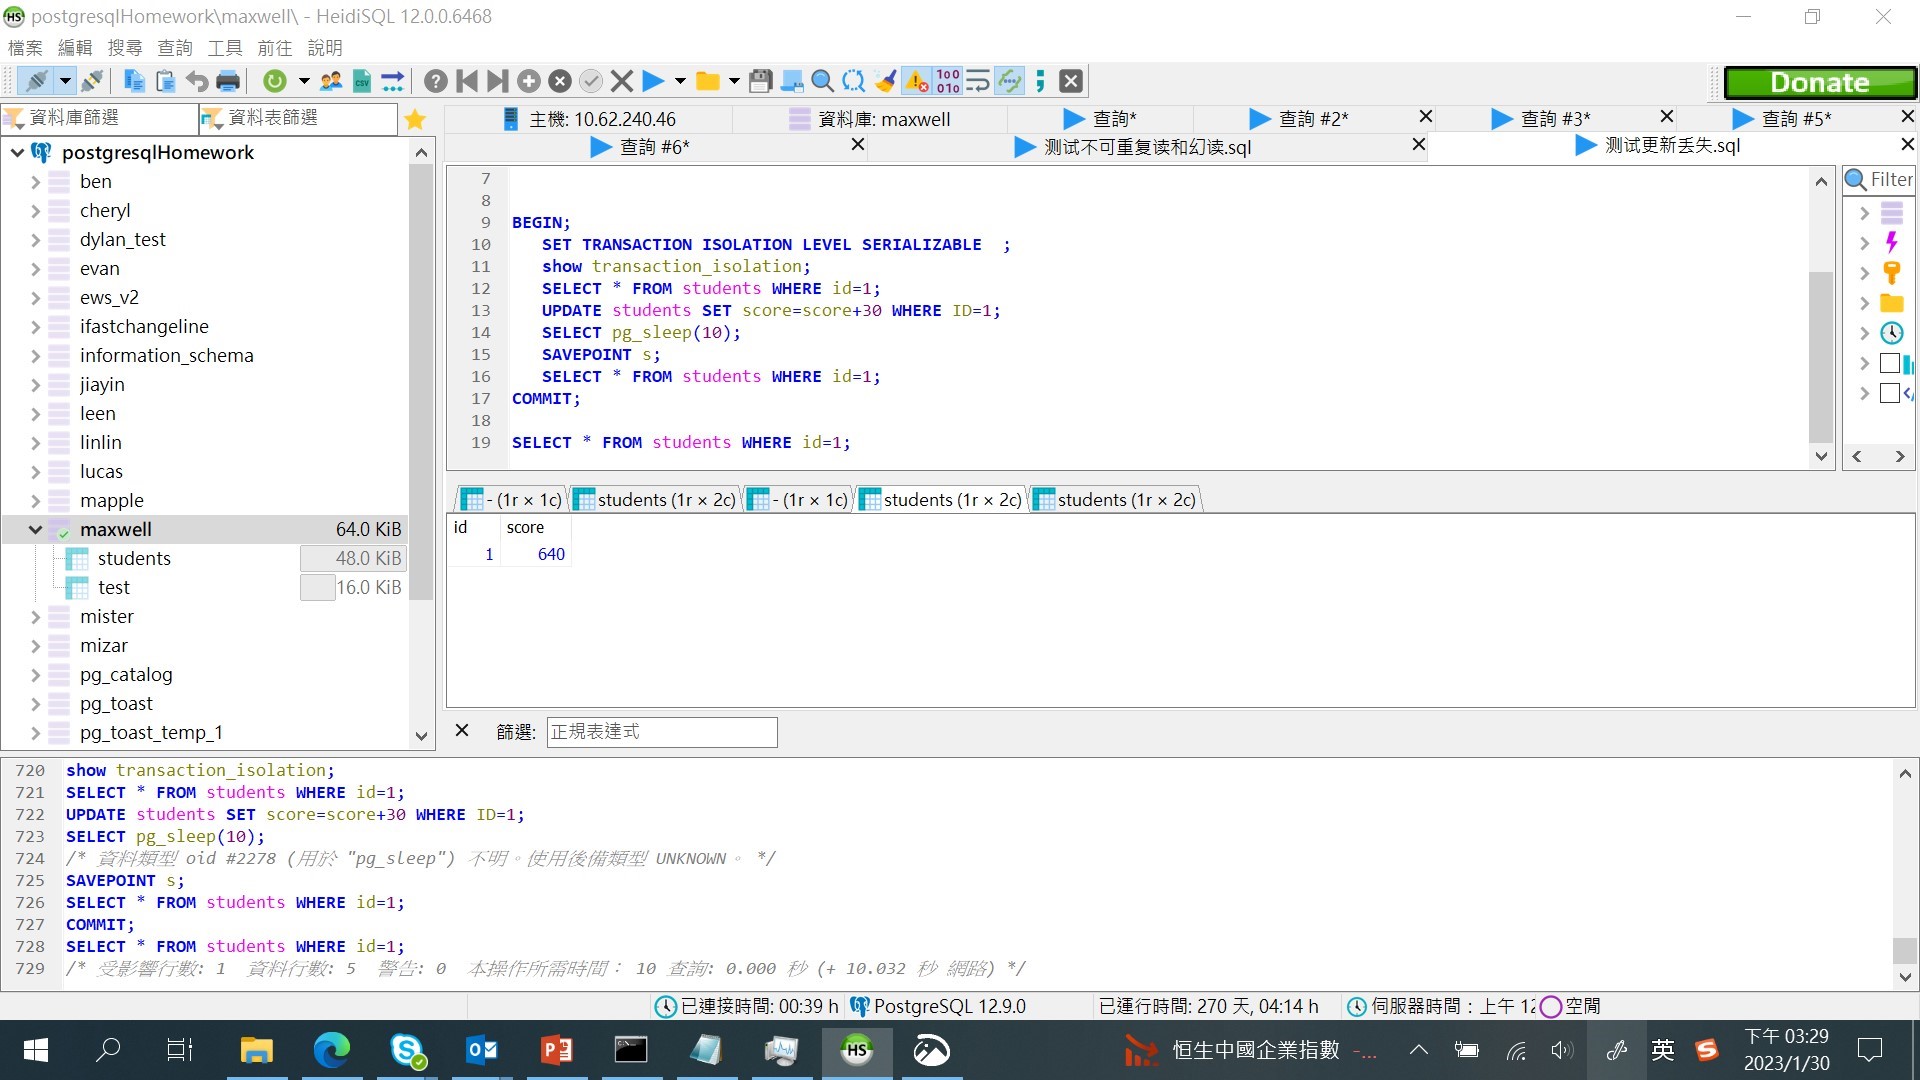 postgresqlHomework\maxwell\ - HeidiSQL 12.0.0.6468
檔案 編輯 搜尋 查詢 工具 前往 說明
Donate
資料庫篩選 資料表篩選
主機: 10.62.240.46 資料庫: maxwell 查詢* 查詢 #2* 查詢 #3* 查詢 #5*
查詢 #6* 测试不可重复读和幻读.sql 测试更新丢失.sql
postgresqlHomework
ben
cheryl
dylan_test
evan
ews_v2
ifastchangeline
information_schema
jiayin
leen
linlin
lucas
mapple
maxwell 64.0 KiB
students 48.0 KiB
test 16.0 KiB
mister
mizar
pg_catalog
pg_toast
pg_toast_temp_1
7
8
9 BEGIN;
10 SET TRANSACTION ISOLATION LEVEL SERIALIZABLE ;
11 show transaction_isolation;
12 SELECT * FROM students WHERE id=1;
13 UPDATE students SET score=score+30 WHERE ID=1;
14 SELECT pg_sleep(10);
15 SAVEPOINT s;
16 SELECT * FROM students WHERE id=1;
17 COMMIT;
18
19 SELECT * FROM students WHERE id=1;
Filter
- (1r × 1c) students (1r × 2c) - (1r × 1c) students (1r × 2c) students (1r × 2c)
id score
1 640
篩選: 正規表達式
720 show transaction_isolation;
721 SELECT * FROM students WHERE id=1;
722 UPDATE students SET score=score+30 WHERE ID=1;
723 SELECT pg_sleep(10);
724 /* 資料類型 oid #2278 (用於 "pg_sleep") 不明。使用後備類型 UNKNOWN。 */
725 SAVEPOINT s;
726 SELECT * FROM students WHERE id=1;
727 COMMIT;
728 SELECT * FROM students WHERE id=1;
729 /* 受影響行數: 1 資料行數: 5 警告: 0 本操作所需時間： 10 查詢: 0.000 秒 (+ 10.032 秒 網路) */
已連接時間: 00:39 h PostgreSQL 12.9.0 已運行時間: 270 天, 04:14 h 伺服器時間：上午 12 空閒
恒生中國企業指數 -... 英 下午 03:29
2023/1/30